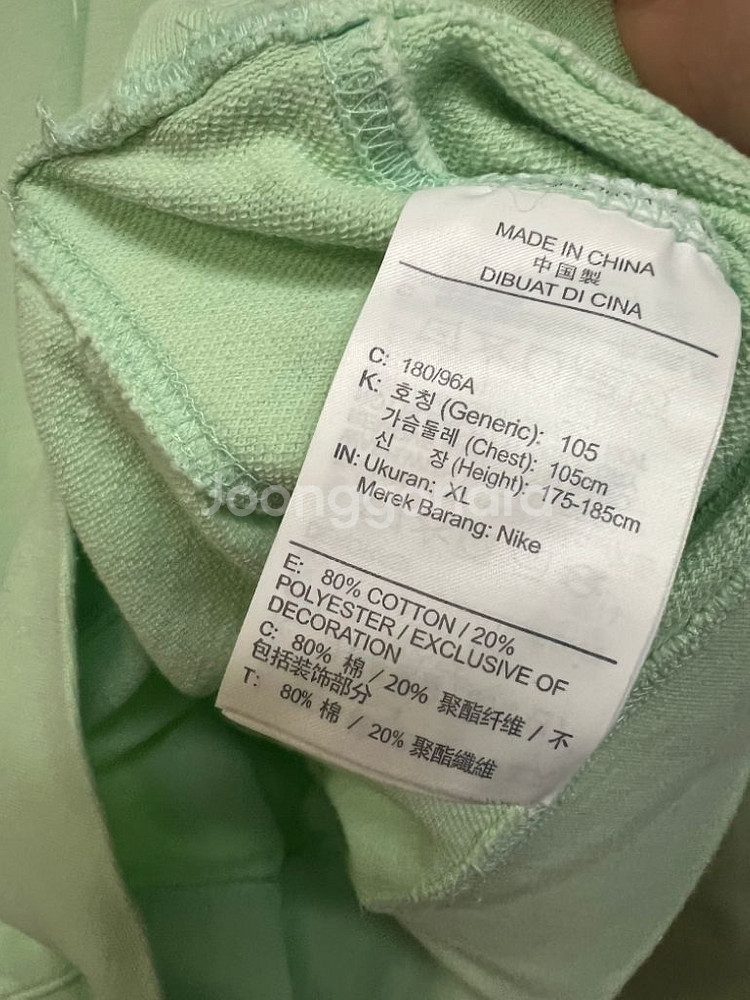 MADE IN CHINA
中国製
DIBUAT DI CINA
C: 180/96A
K: 호칭 (Generic): 105
가슴둘레 (Chest): 105cm
신 장 (Height): 175-185cm
IN: Ukuran: XL
Merek Barang: Nike
E: 80% COTTON / 20%
POLYESTER / EXCLUSIVE OF
DECORATION
C: 80% 棉 / 20% 聚酯纤维 / 不
包括装饰部分
T: 80% 棉 / 20% 聚酯纖維